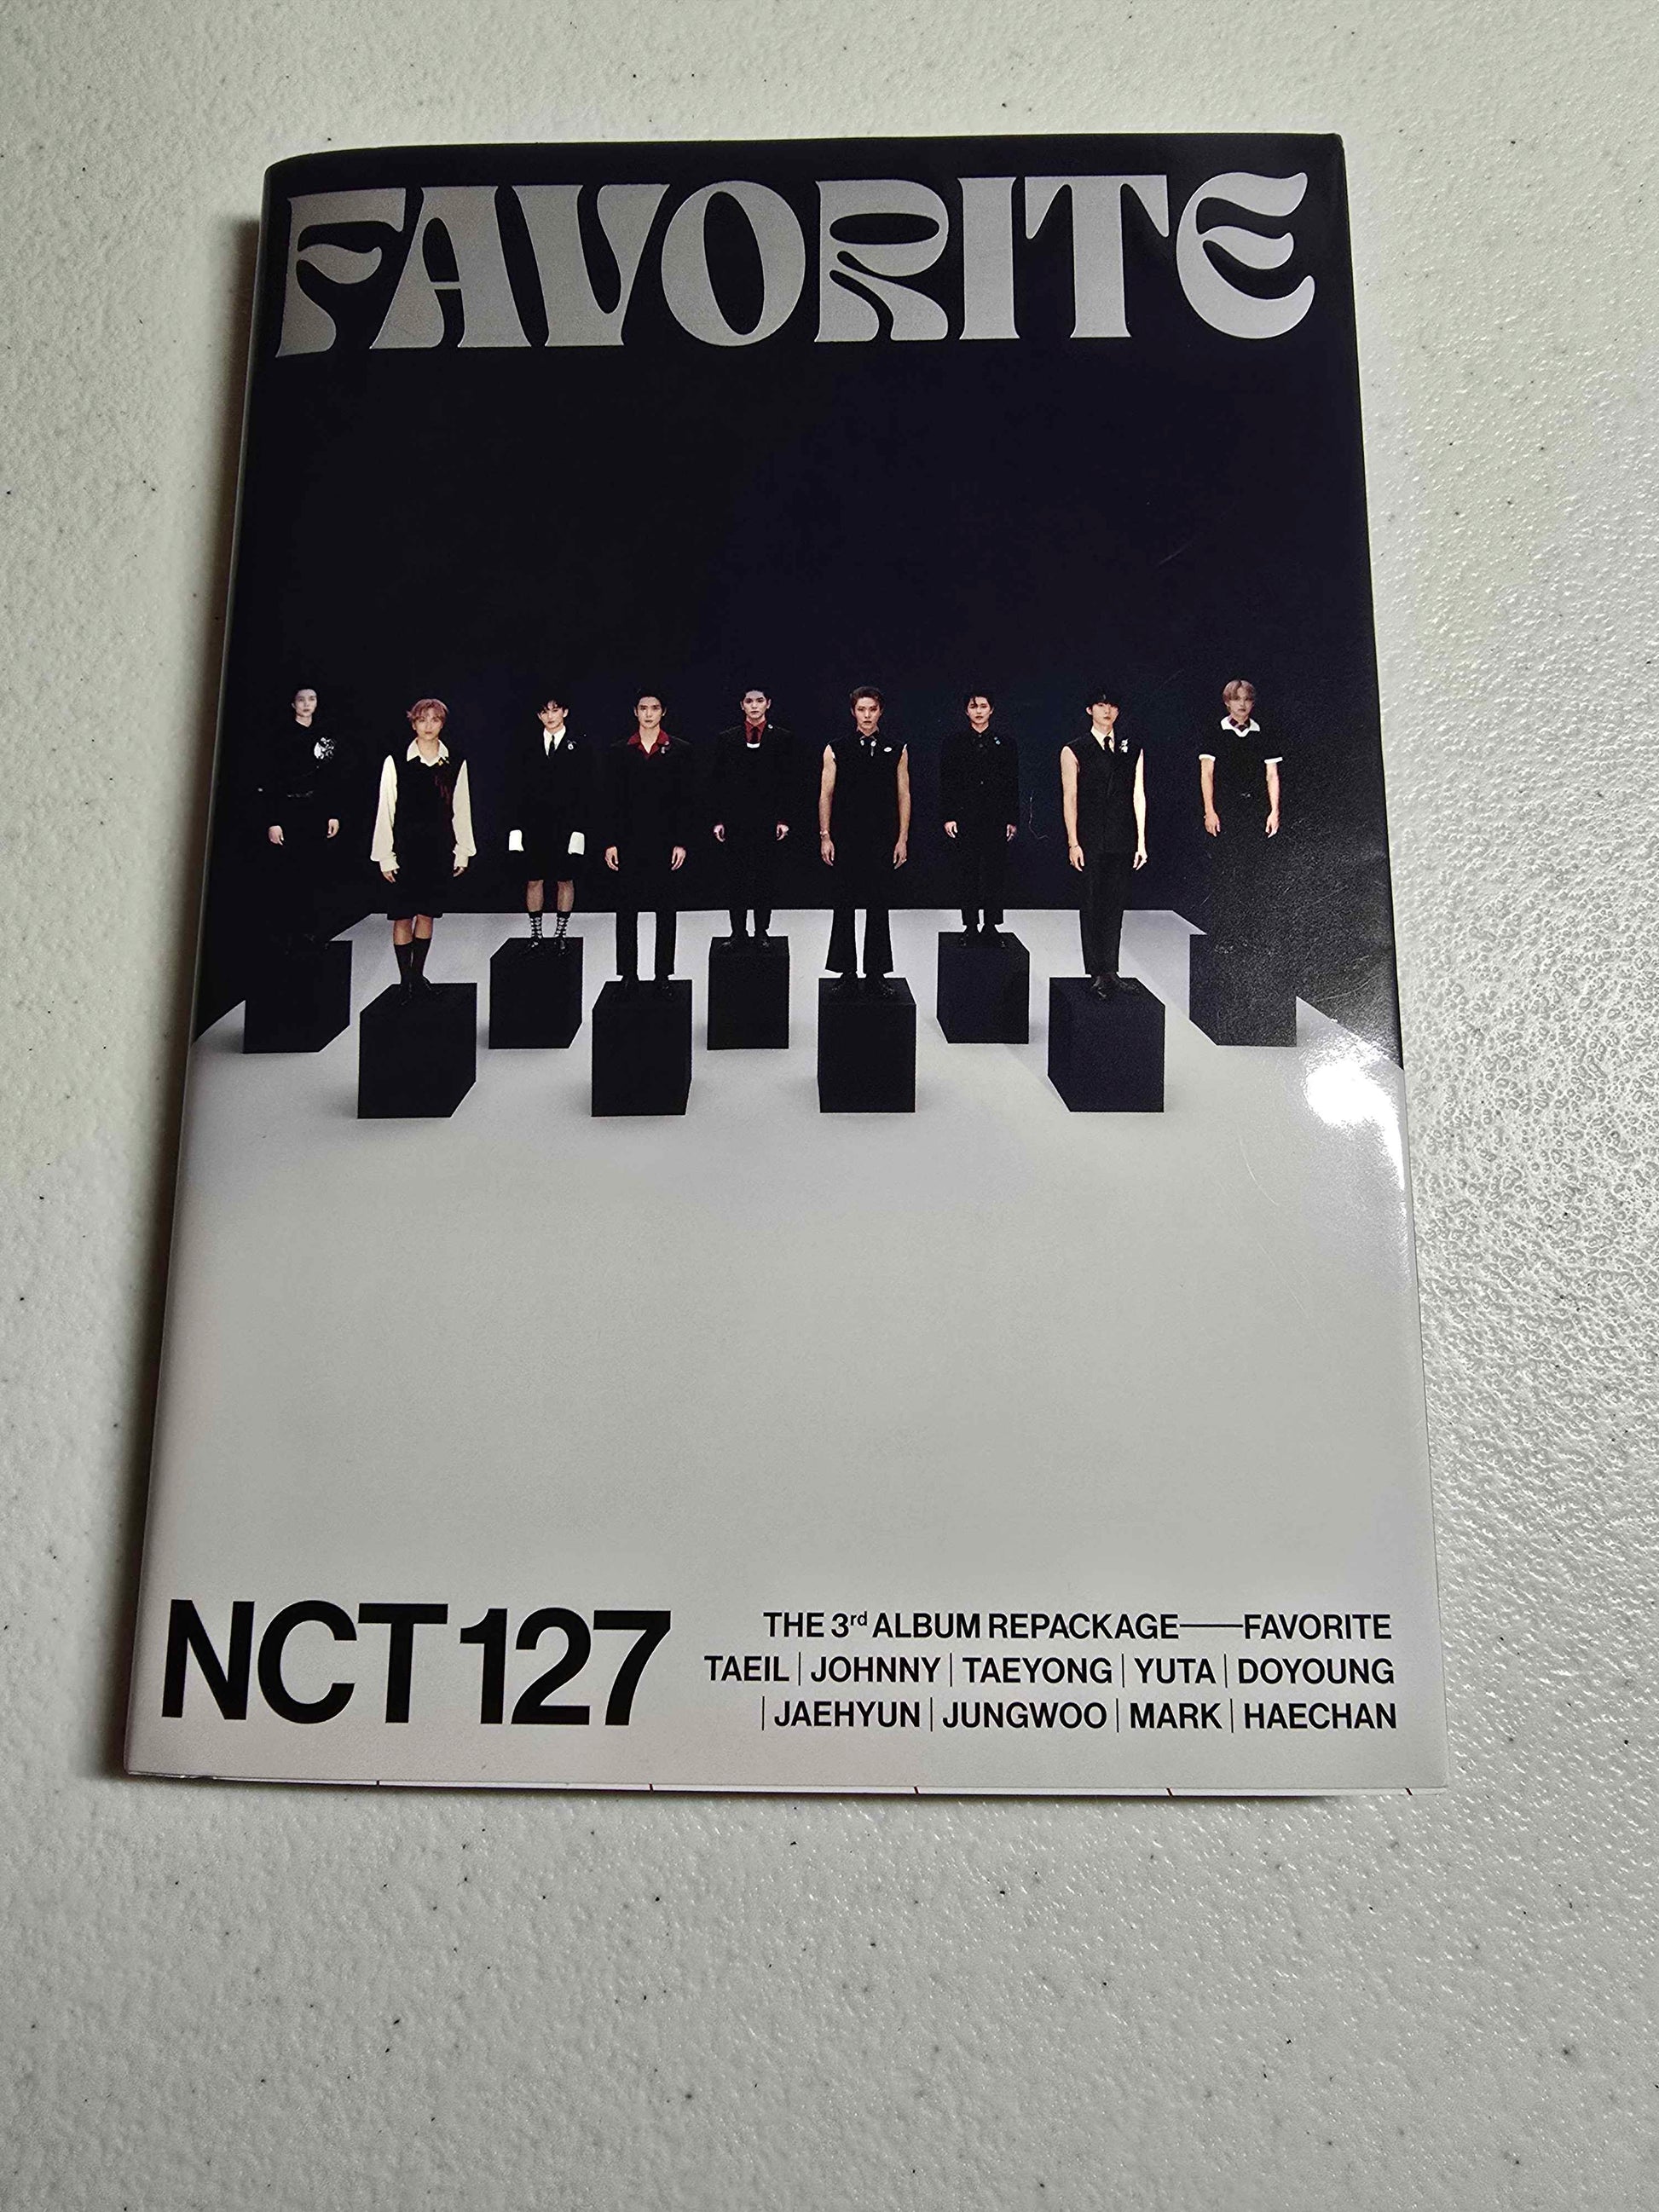 FAVORITE
NCT 127
THE 3rd ALBUM REPACKAGE——FAVORITE
TAEIL | JOHNNY | TAEYONG | YUTA | DOYOUNG
| JAEHYUN | JUNGWOO | MARK | HAECHAN